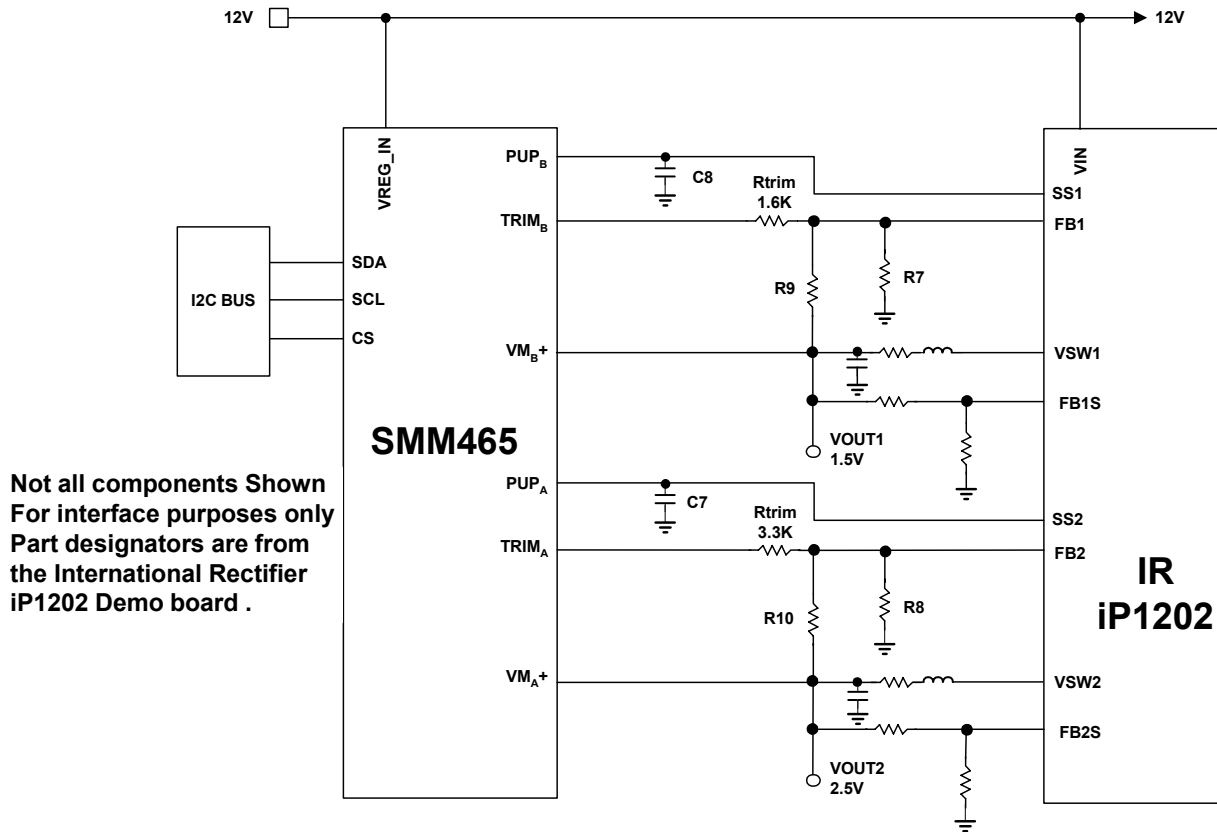 12V
12V
VREG_IN
PUPB
C8
Rtrim
1.6K
VIN
SS1
TRIMB
FB1
I2C BUS
SDA
SCL
CS
R9
R7
VMB+
VSW1
FB1S
SMM465
VOUT1
1.5V
Not all components Shown
For interface purposes only
Part designators are from
the International Rectifier
iP1202 Demo board .
PUPA
C7
Rtrim
3.3K
SS2
TRIMA
FB2
IR
iP1202
R10
R8
VMA+
VSW2
FB2S
VOUT2
2.5V